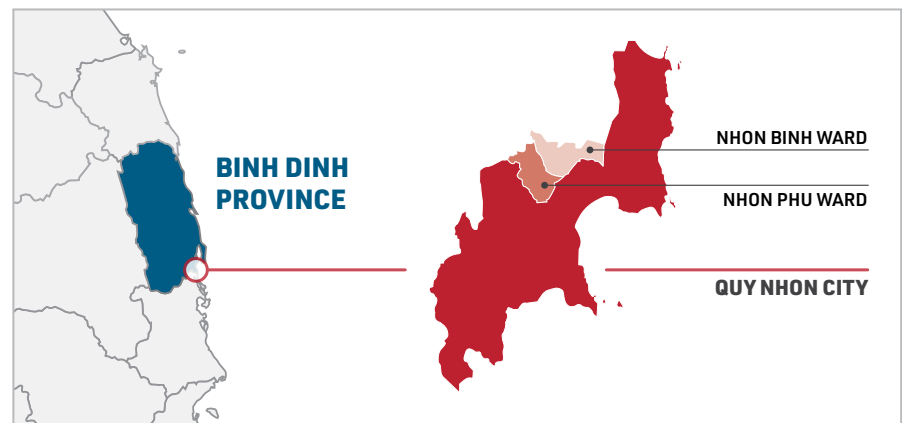 BINH DINH
PROVINCE
NHON BINH WARD
NHON PHU WARD
QUY NHON CITY